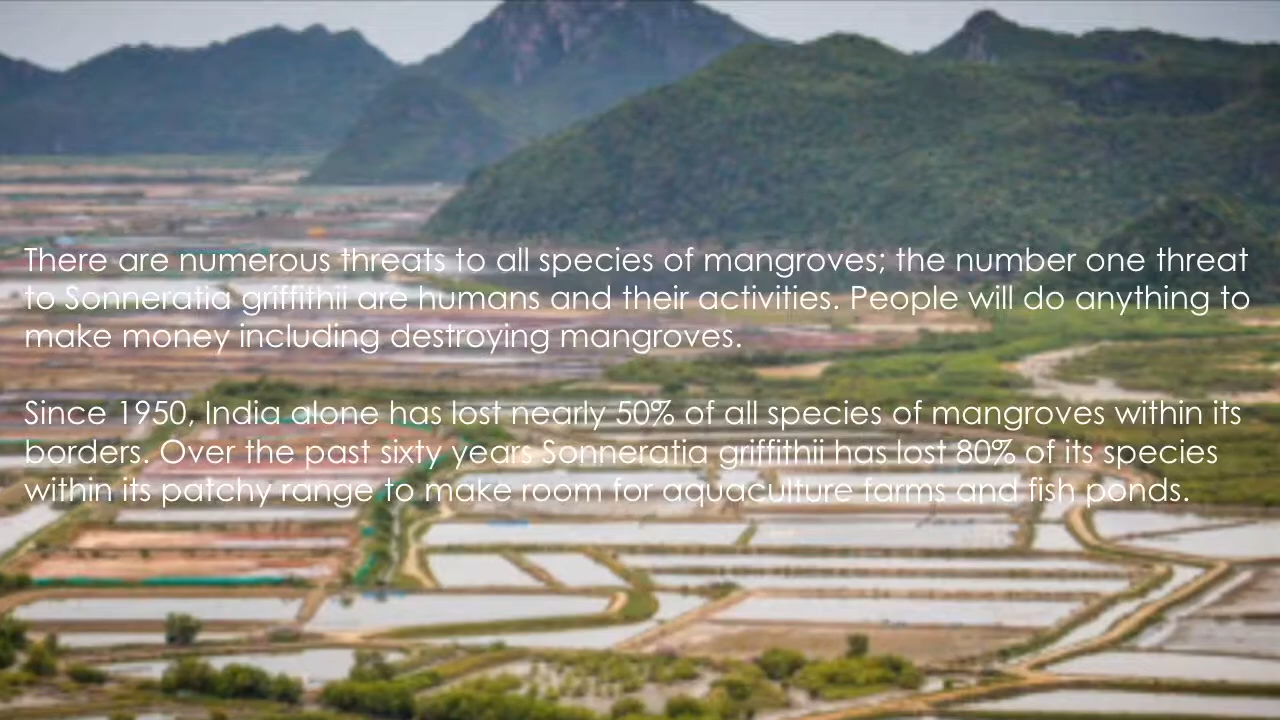 There are numerous threats to all species of mangroves; the number one threat
to Sonneratia griffithii are humans and their activities. People will do anything to
make money including destroying mangroves.
Since 1950, India alone has lost nearly 50% of all species of mangroves within its
borders. Over the past sixty years Sonneratia griffithii has lost 80% of its species
within its patchy range to make room for aquaculture farms and fish ponds.